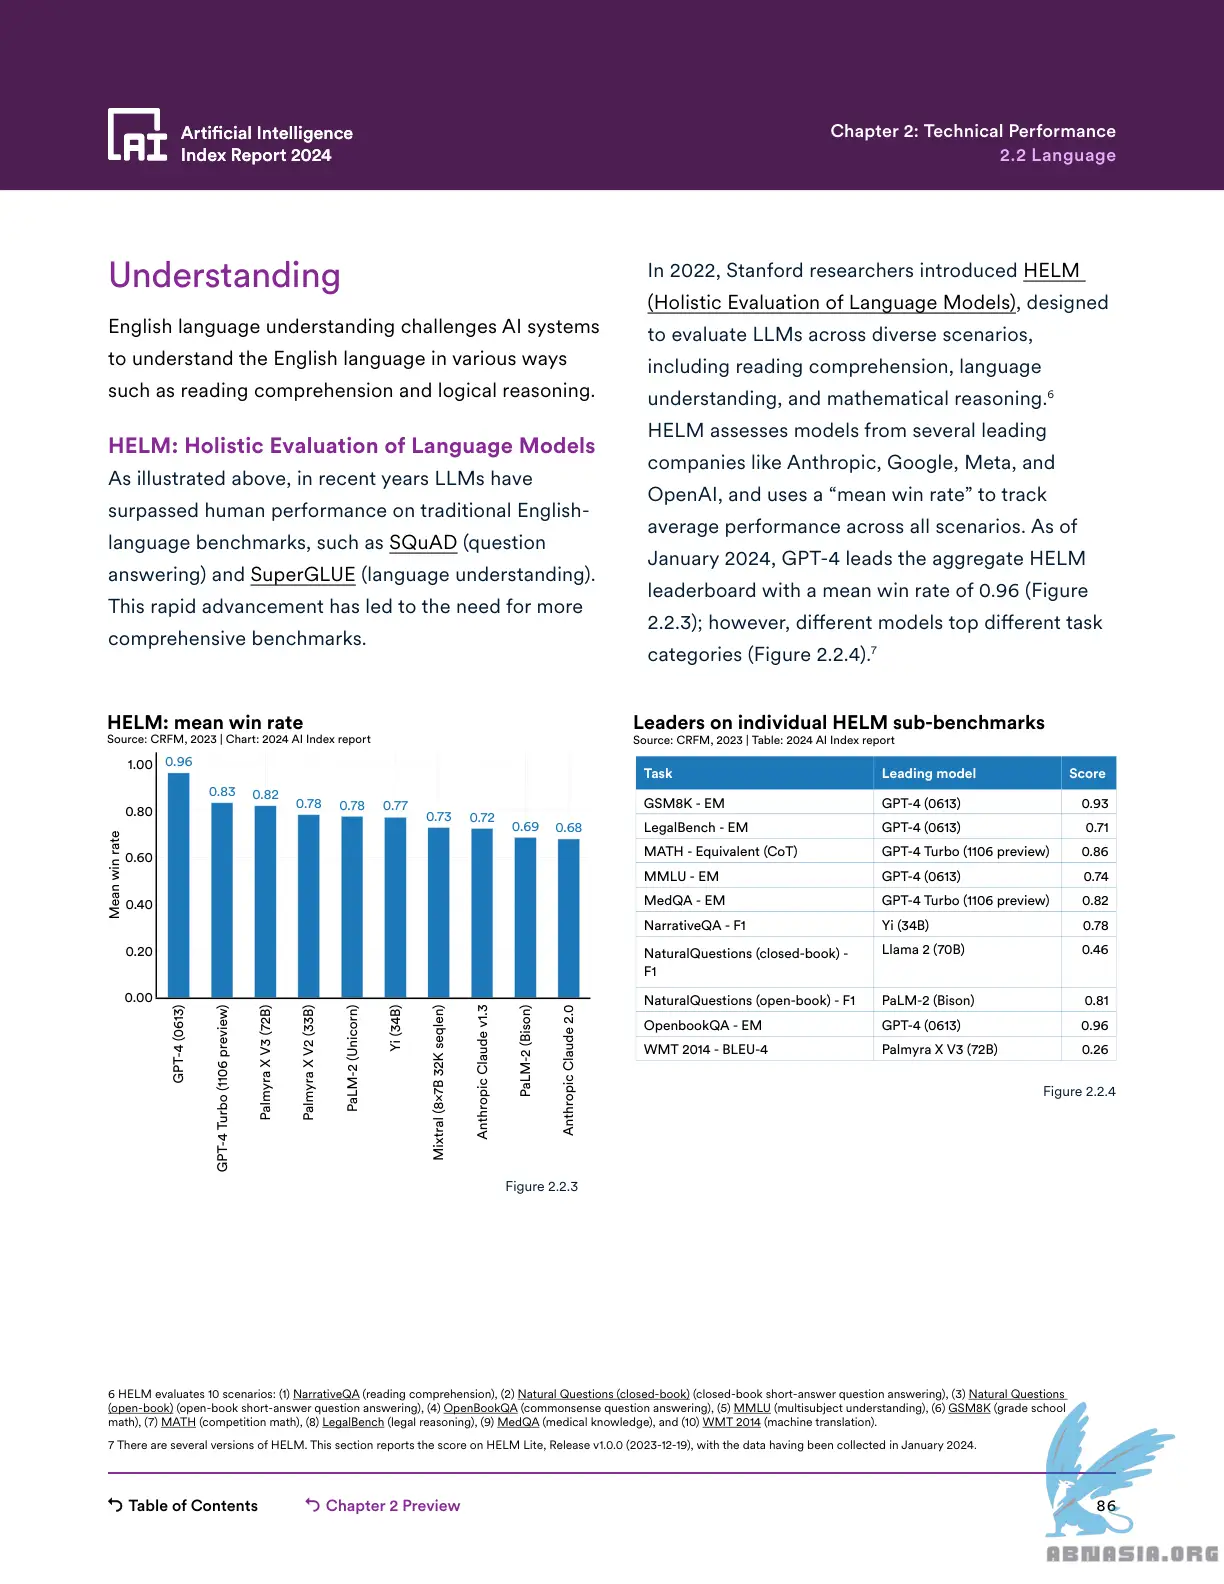 Artificial Intelligence
Index Report 2024
Chapter 2: Technical Performance
2.2 Language
Understanding
English language understanding challenges AI systems
to understand the English language in various ways
such as reading comprehension and logical reasoning.
HELM: Holistic Evaluation of Language Models
As illustrated above, in recent years LLMs have
surpassed human performance on traditional English-
language benchmarks, such as SQuAD (question
answering) and SuperGLUE (language understanding).
This rapid advancement has led to the need for more
comprehensive benchmarks.
In 2022, Stanford researchers introduced HELM
(Holistic Evaluation of Language Models), designed
to evaluate LLMs across diverse scenarios,
including reading comprehension, language
understanding, and mathematical reasoning.⁶
HELM assesses models from several leading
companies like Anthropic, Google, Meta, and
OpenAI, and uses a “mean win rate” to track
average performance across all scenarios. As of
January 2024, GPT-4 leads the aggregate HELM
leaderboard with a mean win rate of 0.96 (Figure
2.2.3); however, different models top different task
categories (Figure 2.2.4).⁷
HELM: mean win rate
Source: CRFM, 2023 | Chart: 2024 AI Index report
Mean win rate
1.00
0.80
0.60
0.40
0.20
0.00
0.96
0.83
0.82
0.78
0.78
0.77
0.73
0.72
0.69
0.68
GPT-4 (0613)
GPT-4 Turbo (1106 preview)
Palmyra X V3 (72B)
Palmyra X V2 (33B)
PaLM-2 (Unicorn)
Yi (34B)
Mixtral (8×7B 32K seqlen)
Anthropic Claude v1.3
PaLM-2 (Bison)
Anthropic Claude 2.0
Figure 2.2.3
Leaders on individual HELM sub-benchmarks
Source: CRFM, 2023 | Table: 2024 AI Index report
Task Leading model Score
GSM8K - EM GPT-4 (0613) 0.93
LegalBench - EM GPT-4 (0613) 0.71
MATH - Equivalent (CoT) GPT-4 Turbo (1106 preview) 0.86
MMLU - EM GPT-4 (0613) 0.74
MedQA - EM GPT-4 Turbo (1106 preview) 0.82
NarrativeQA - F1 Yi (34B) 0.78
NaturalQuestions (closed-book) - Llama 2 (70B) 0.46
F1
NaturalQuestions (open-book) - F1 PaLM-2 (Bison) 0.81
OpenbookQA - EM GPT-4 (0613) 0.96
WMT 2014 - BLEU-4 Palmyra X V3 (72B) 0.26
Figure 2.2.4
6 HELM evaluates 10 scenarios: (1) NarrativeQA (reading comprehension), (2) Natural Questions (closed-book) (closed-book short-answer question answering), (3) Natural Questions
(open-book) (open-book short-answer question answering), (4) OpenBookQA (commonsense question answering), (5) MMLU (multisubject understanding), (6) GSM8K (grade school
math), (7) MATH (competition math), (8) LegalBench (legal reasoning), (9) MedQA (medical knowledge), and (10) WMT 2014 (machine translation).
7 There are several versions of HELM. This section reports the score on HELM Lite, Release v1.0.0 (2023-12-19), with the data having been collected in January 2024.
Table of Contents
Chapter 2 Preview
86
ABNASIA.ORG